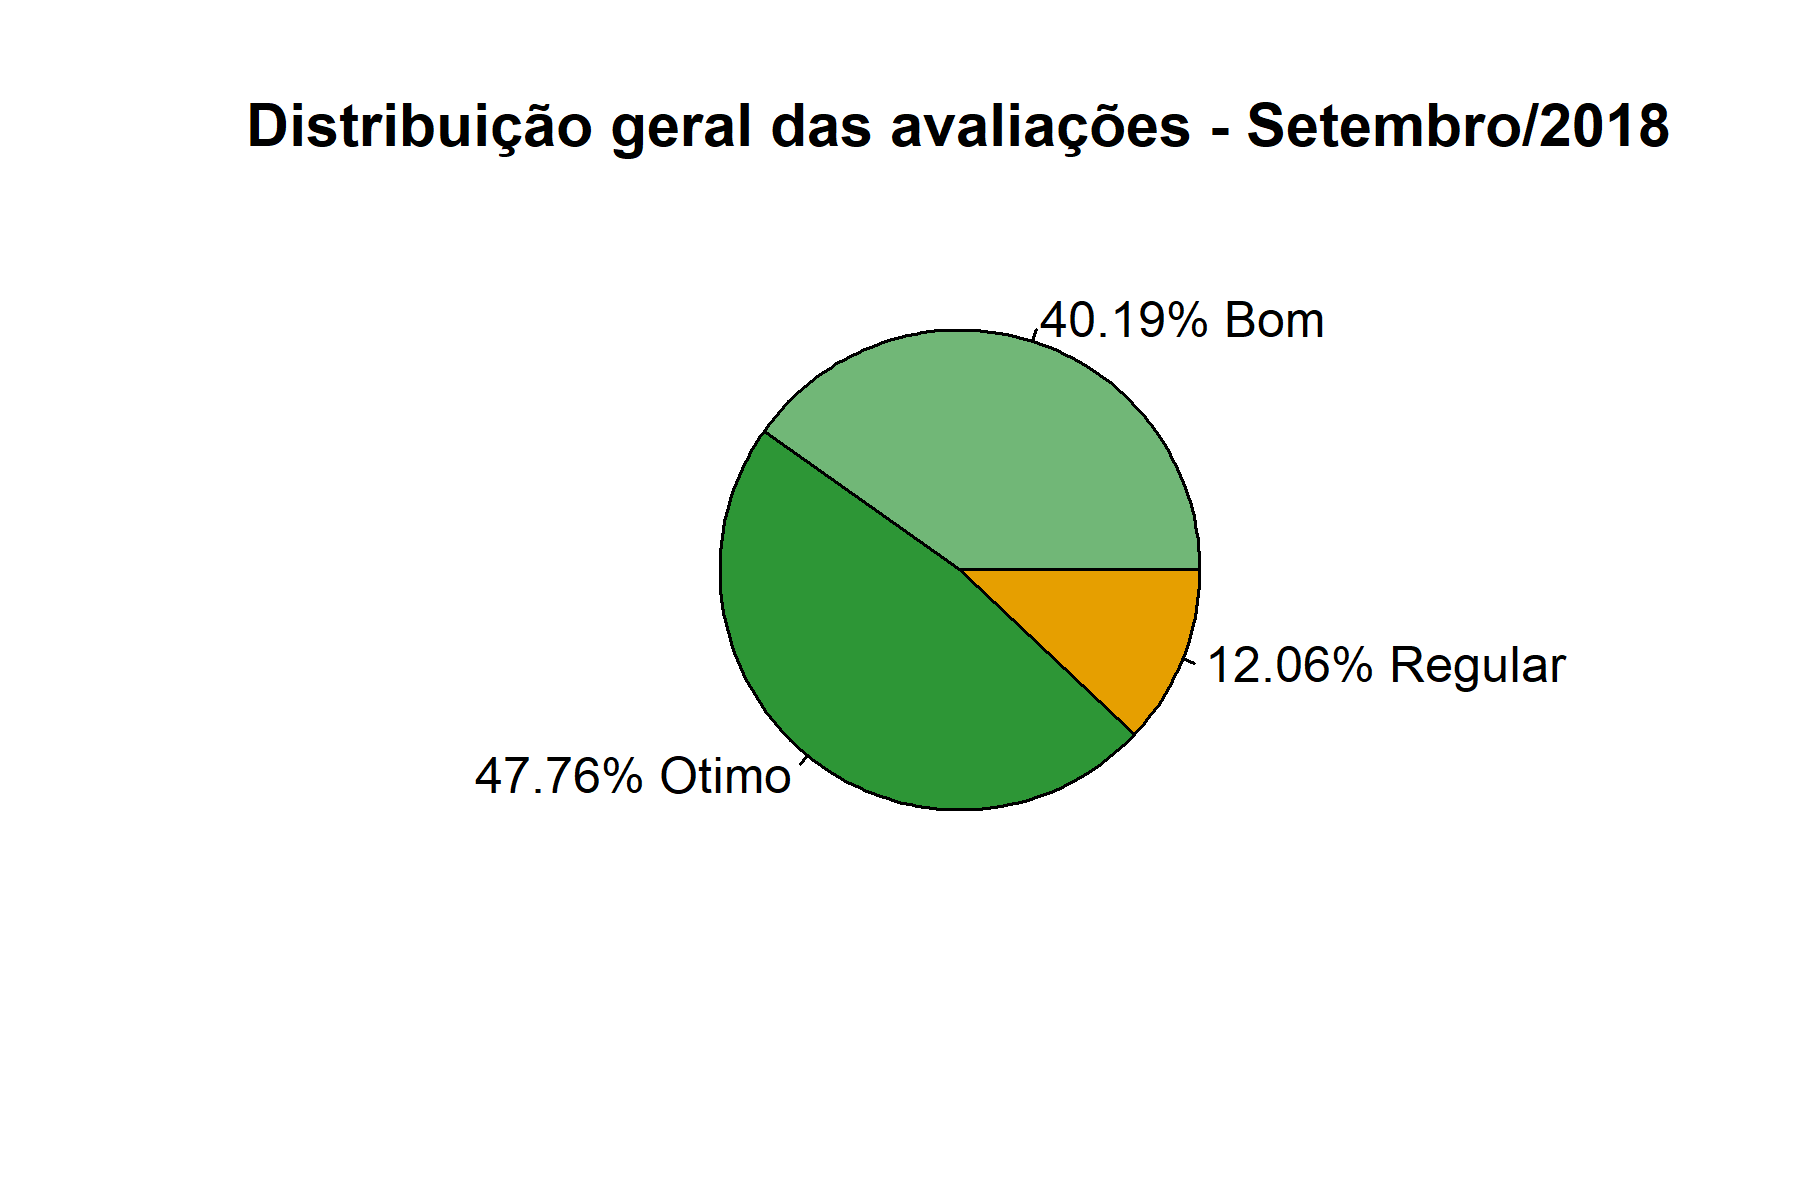 Distribuição geral das avaliações - Setembro/2018
40.19% Bom
12.06% Regular
47.76% Otimo